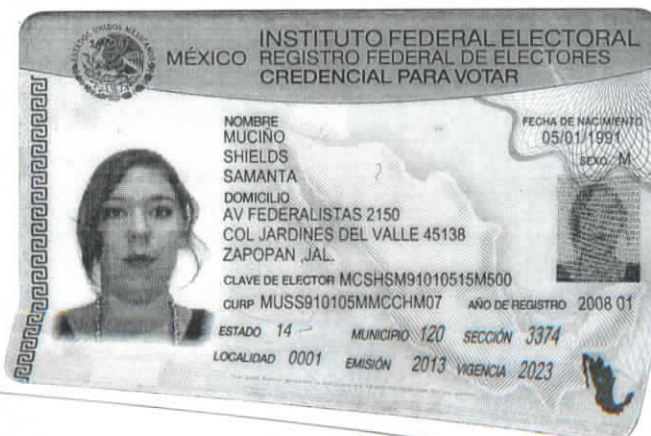 ESTADOS UNIDOS MEXICANOS
MÉXICO
INSTITUTO FEDERAL ELECTORAL
REGISTRO FEDERAL DE ELECTORES
CREDENCIAL PARA VOTAR
NOMBRE
MUCIÑO
SHIELDS
SAMANTA
FECHA DE NACIMIENTO
05/01/1991
SEXO M
DOMICILIO
AV FEDERALISTAS 2150
COL JARDINES DEL VALLE 45138
ZAPOPAN ,JAL.
CLAVE DE ELECTOR MCSHSM91010515M500
CURP MUSS910105MMCCHM07 AÑO DE REGISTRO 2008 01
ESTADO 14 MUNICIPIO 120 SECCIÓN 3374
LOCALIDAD 0001 EMISIÓN 2013 VIGENCIA 2023